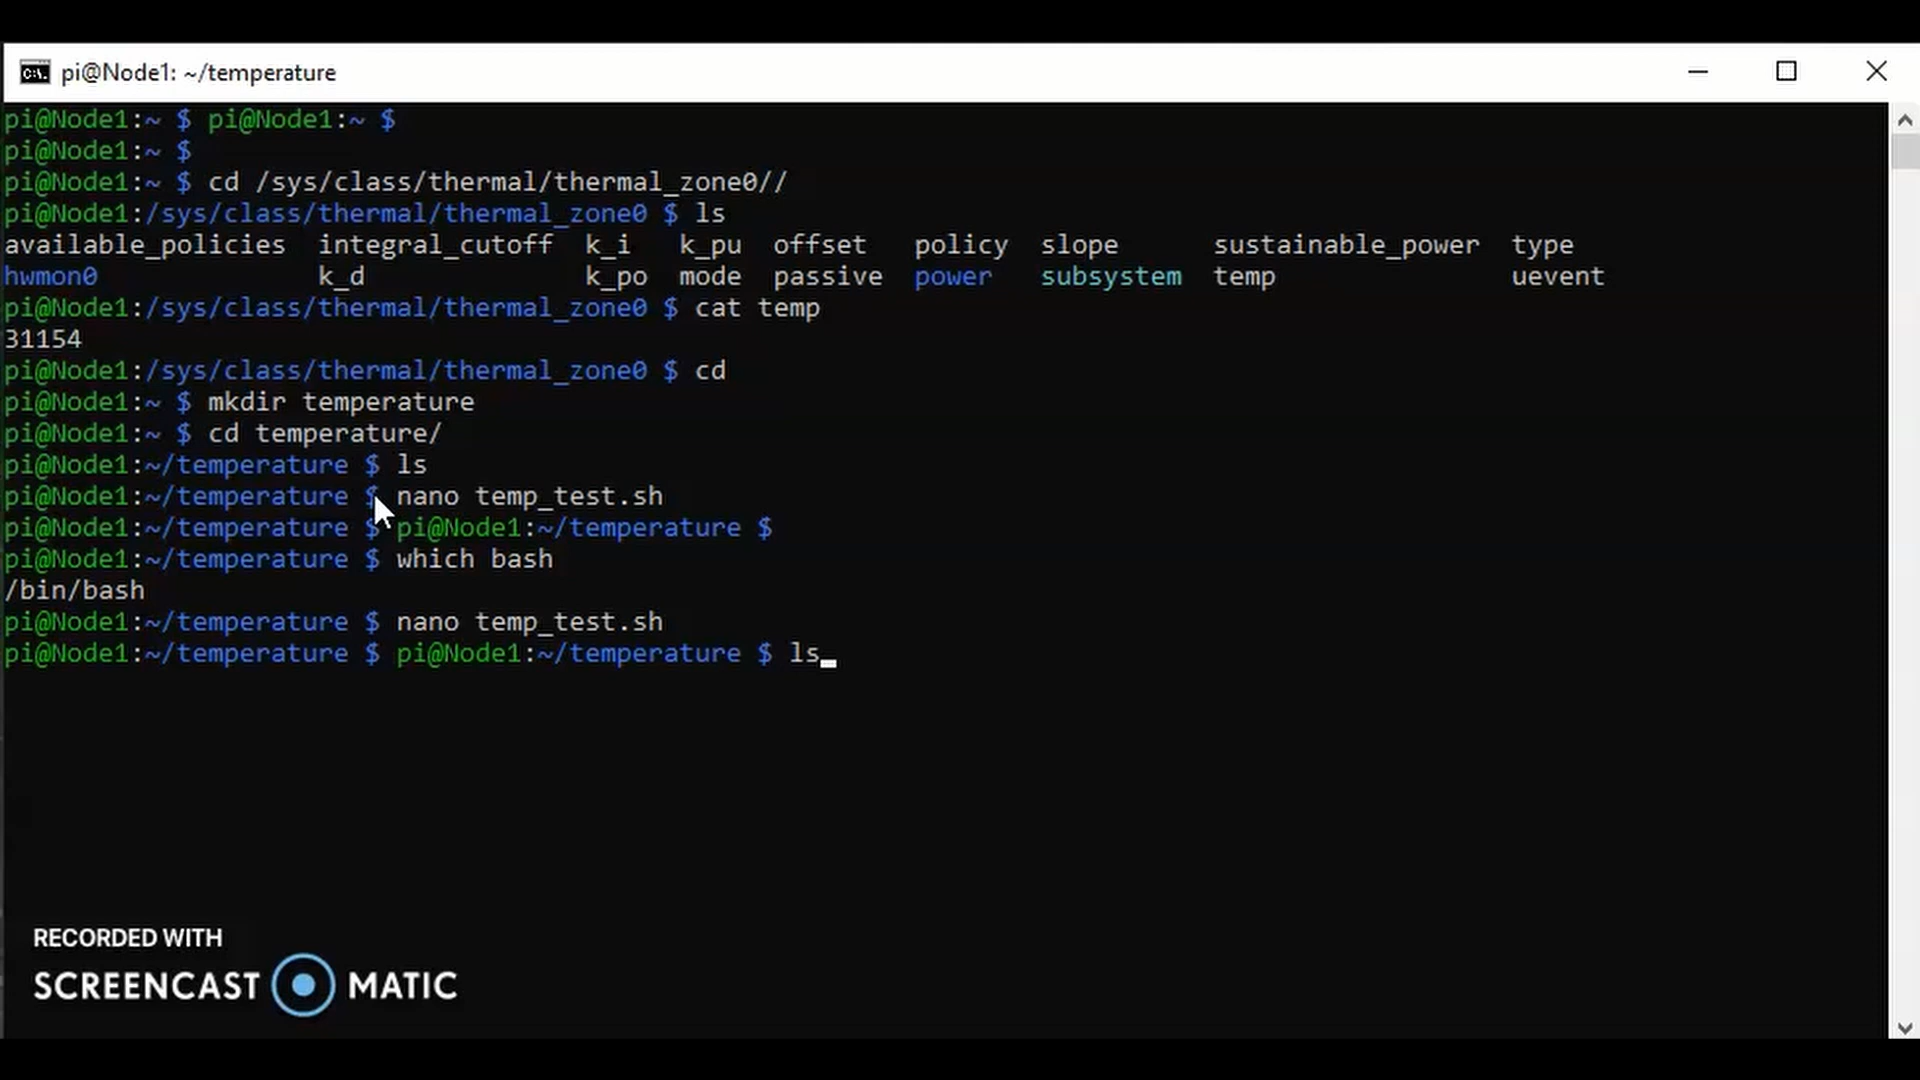 pi@Node1: ~/temperature
pi@Node1:~ $ pi@Node1:~ $
pi@Node1:~ $
pi@Node1:~ $ cd /sys/class/thermal/thermal_zone0//
pi@Node1:/sys/class/thermal/thermal_zone0 $ ls
available_policies  integral_cutoff  k_i   k_pu  offset   policy  slope      sustainable_power  type
hwmon0              k_d              k_po  mode  passive  power   subsystem  temp               uevent
pi@Node1:/sys/class/thermal/thermal_zone0 $ cat temp
31154
pi@Node1:/sys/class/thermal/thermal_zone0 $ cd
pi@Node1:~ $ mkdir temperature
pi@Node1:~ $ cd temperature/
pi@Node1:~/temperature $ ls
pi@Node1:~/temperature $ nano temp_test.sh
pi@Node1:~/temperature $ pi@Node1:~/temperature $
pi@Node1:~/temperature $ which bash
/bin/bash
pi@Node1:~/temperature $ nano temp_test.sh
pi@Node1:~/temperature $ pi@Node1:~/temperature $ ls
RECORDED WITH
SCREENCAST MATIC